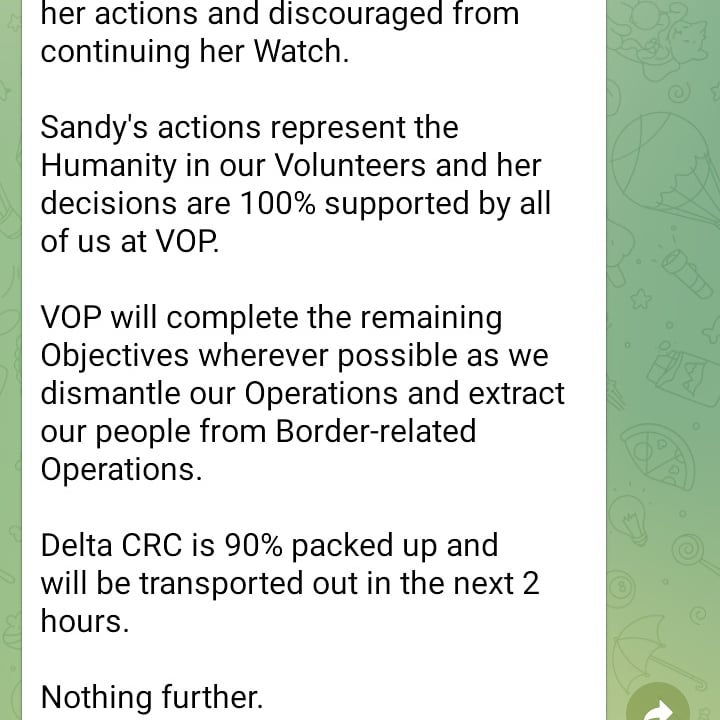 her actions and discouraged from
continuing her Watch.
Sandy's actions represent the
Humanity in our Volunteers and her
decisions are 100% supported by all
of us at VOP.
VOP will complete the remaining
Objectives wherever possible as we
dismantle our Operations and extract
our people from Border-related
Operations.
Delta CRC is 90% packed up and
will be transported out in the next 2
hours.
Nothing further.